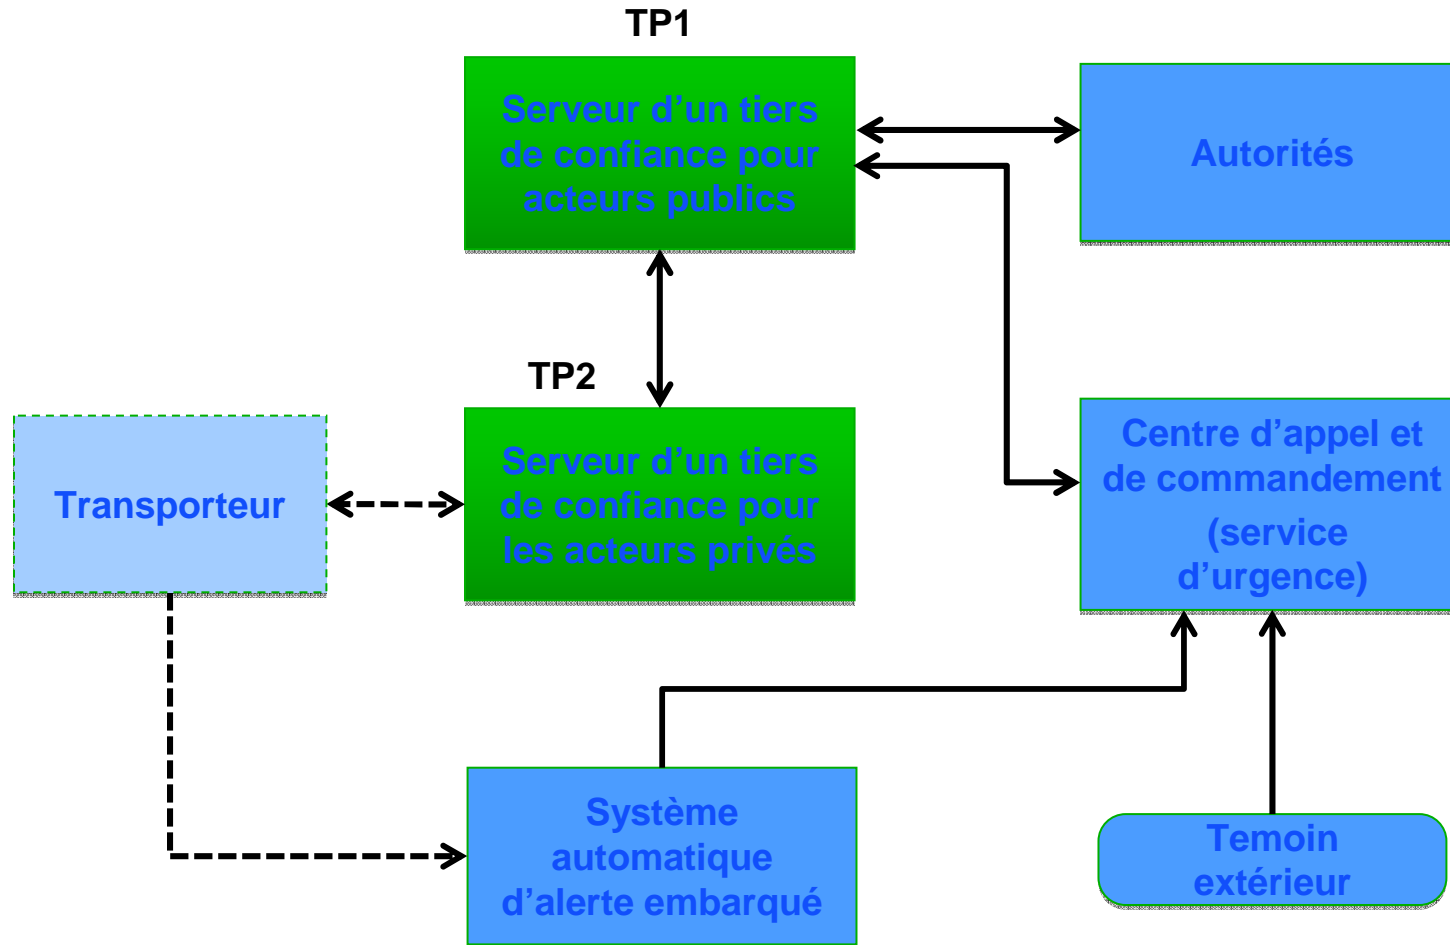 TP1
Serveur d’un tiers
de confiance pour
acteurs publics
Autorités
TP2
Transporteur
Serveur d’un tiers
de confiance pour
les acteurs privés
Centre d’appel et
de commandement
(service
d’urgence)
Système
automatique
d’alerte embarqué
Temoin
extérieur